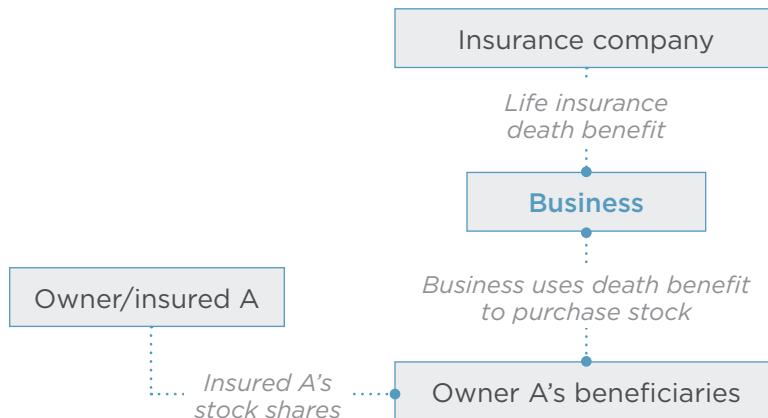 Insurance company
Life insurance
death benefit
Business
Business uses death benefit
to purchase stock
Owner/insured A
Insured A's
stock shares
Owner A's beneficiaries